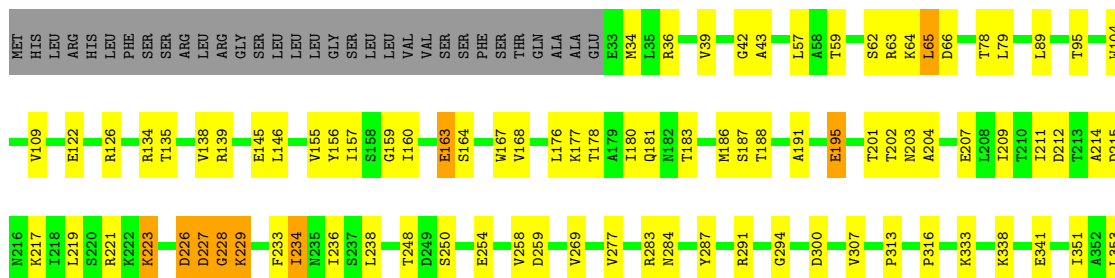 MET HIS LEU ARG HIS LEU PHE SER SER ARG LEU ARG GLY SER LEU LEU LEU GLY SER LEU LEU VAL VAL SER SER PHE SER THR GLN ALA ALA GLU E33 M34 L35 R36 V39 G42 A43 L57 A58 T59 S62 R63 K64 L65 D66 T78 L79 L89 T95 W104
V109 E122 R126 R134 T135 V138 R139 E145 L146 V155 Y156 I157 S158 G159 I160 E163 S164 W167 V168 L176 K177 T178 A179 I180 Q181 N182 T183 M186 S187 T188 A191 E195 T201 T202 N203 A204 E207 L208 I209 T210 I211 D212 T213 A214
N216 K217 I218 L219 S220 R221 K222 K223 D226 D227 G228 K229 F233 I234 N235 I236 S237 L238 T248 D249 S250 E254 V258 D259 V269 V277 R283 N284 Y287 R291 G294 D300 V307 P313 P316 K333 K338 E341 I351 A352